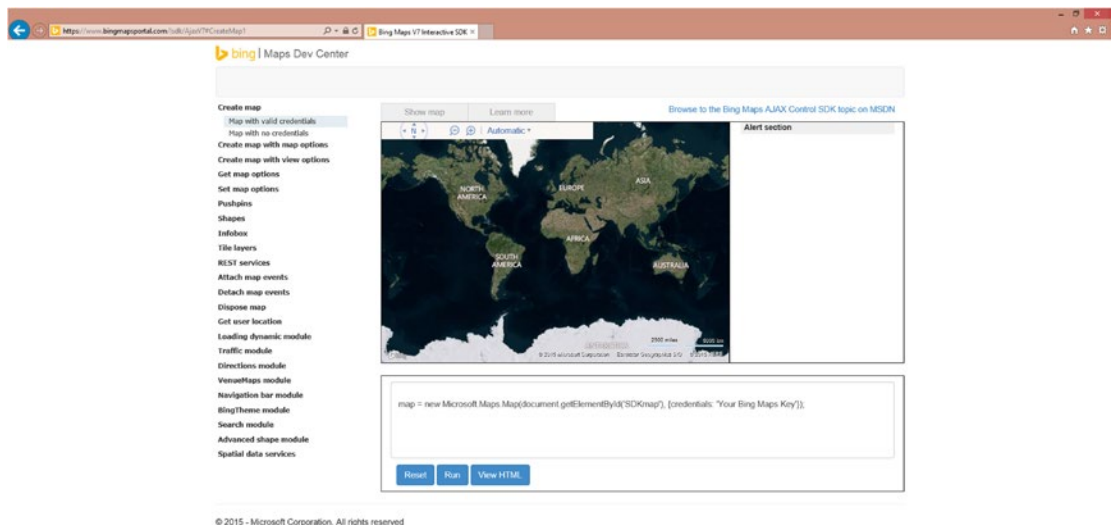 https://www.bingmapsportal.com/sdk/AjaxV7#CreateMap1
Bing Maps V7 Interactive SDK
bing | Maps Dev Center
Create map
Map with valid credentials
Map with no credentials
Create map with map options
Create map with view options
Get map options
Set map options
Pushpins
Shapes
Infobox
Tile layers
REST services
Attach map events
Detach map events
Dispose map
Get user location
Loading dynamic module
Traffic module
Directions module
VenueMaps module
Navigation bar module
BingTheme module
Search module
Advanced shape module
Spatial data services
Show map
Learn more
Browse to the Bing Maps AJAX Control SDK topic on MSDN
Automatic
Alert section
NORTH AMERICA
EUROPE
ASIA
AFRICA
SOUTH AMERICA
AUSTRALIA
ANTARCTICA
2500 miles
© 2015 Microsoft Corporation
map = new Microsoft.Maps.Map(document.getElementById('SDKmap'), {credentials: 'Your Bing Maps Key'});
Reset
Run
View HTML
© 2015 - Microsoft Corporation. All rights reserved